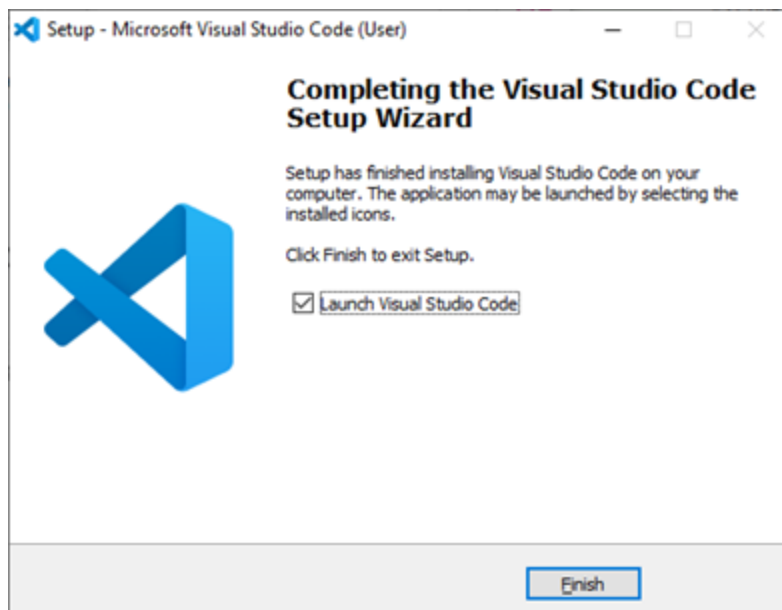 Setup - Microsoft Visual Studio Code (User)
Completing the Visual Studio Code
Setup Wizard
Setup has finished installing Visual Studio Code on your
computer. The application may be launched by selecting the
installed icons.
Click Finish to exit Setup.
Launch Visual Studio Code
Finish